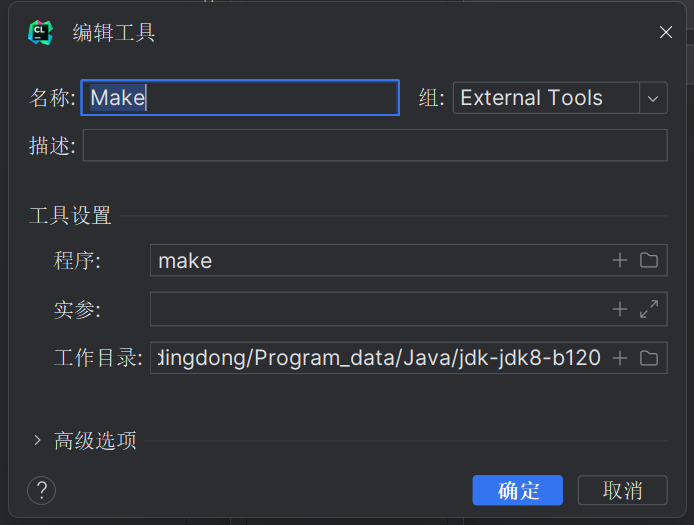 CL
编辑工具
名称: Make 组: External Tools
描述:
工具设置
程序: make
实参:
工作目录: dingdong/Program_data/Java/jdk-jdk8-b120
高级选项
? 确定 取消